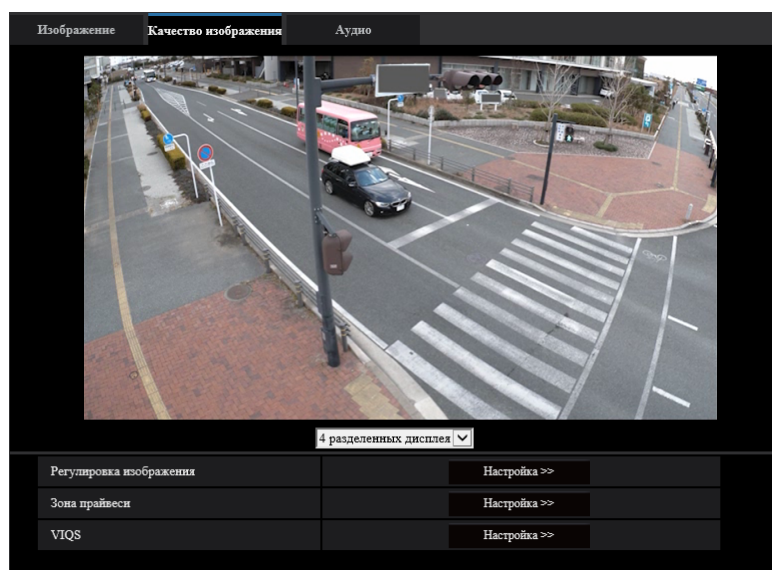 Изображение
Качество изображения
Аудио
4 разделенных дисплея
Регулировка изображения
Настройка >>
Зона прайвеси
Настройка >>
VIQS
Настройка >>